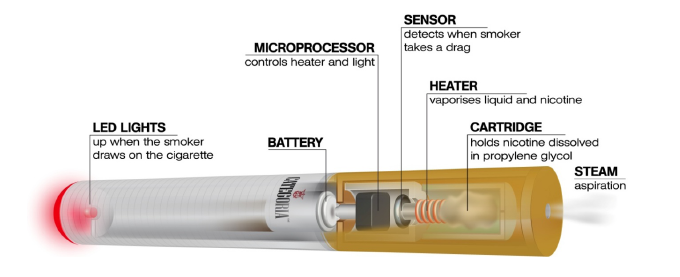 SENSOR
detects when smoker
takes a drag
MICROPROCESSOR
controls heater and light
HEATER
vaporises liquid and nicotine
LED LIGHTS
up when the smoker
draws on the cigarette
BATTERY
CARTRIDGE
holds nicotine dissolved
in propylene glycol
STEAM
aspiration